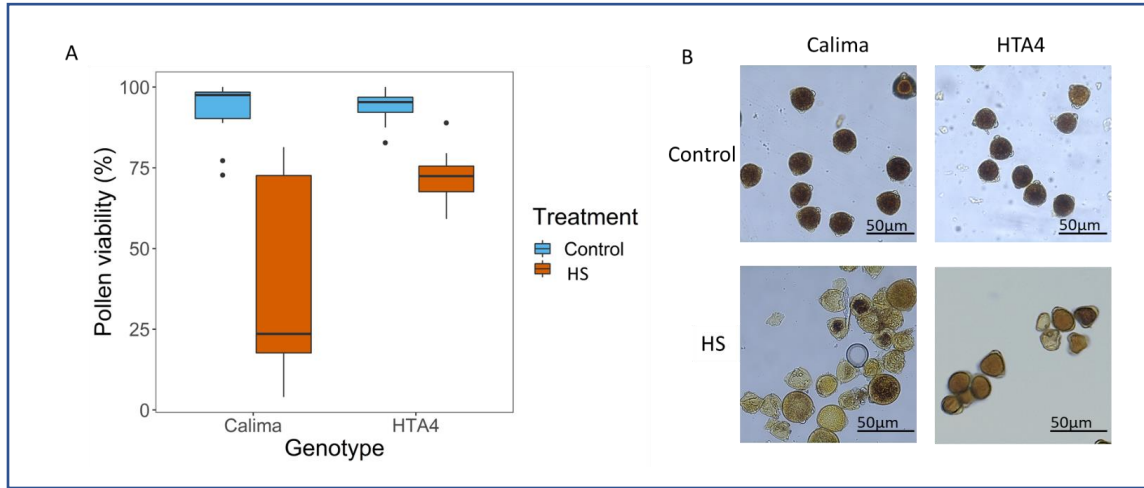 A
Pollen viability (%)
100
75
50
25
0
Calima
HTA4
Genotype
Treatment
Control
HS
B
Calima
HTA4
Control
50µm
50µm
HS
50µm
50µm